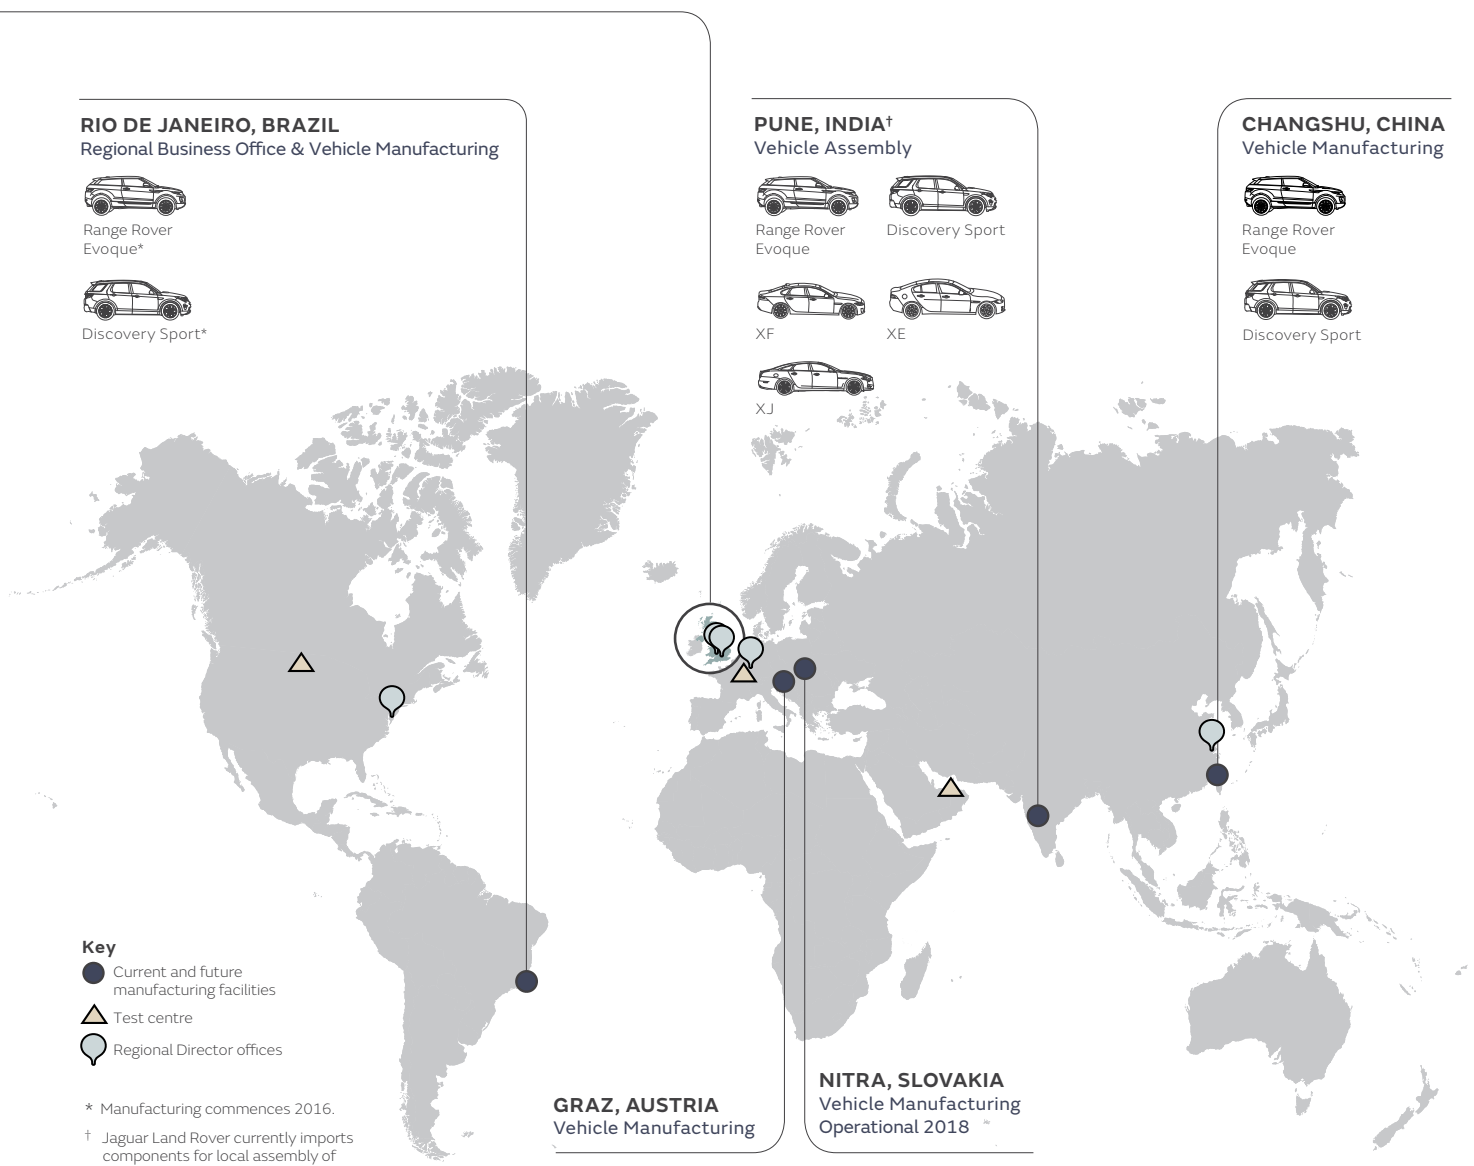 RIO DE JANEIRO, BRAZIL
Regional Business Office & Vehicle Manufacturing
Range Rover
Evoque*
Discovery Sport*
PUNE, INDIA†
Vehicle Assembly
Range Rover
Evoque
Discovery Sport
XF
XE
XJ
CHANGSHU, CHINA
Vehicle Manufacturing
Range Rover
Evoque
Discovery Sport
Key
Current and future
manufacturing facilities
Test centre
Regional Director offices
* Manufacturing commences 2016.
† Jaguar Land Rover currently imports
components for local assembly of
GRAZ, AUSTRIA
Vehicle Manufacturing
NITRA, SLOVAKIA
Vehicle Manufacturing
Operational 2018